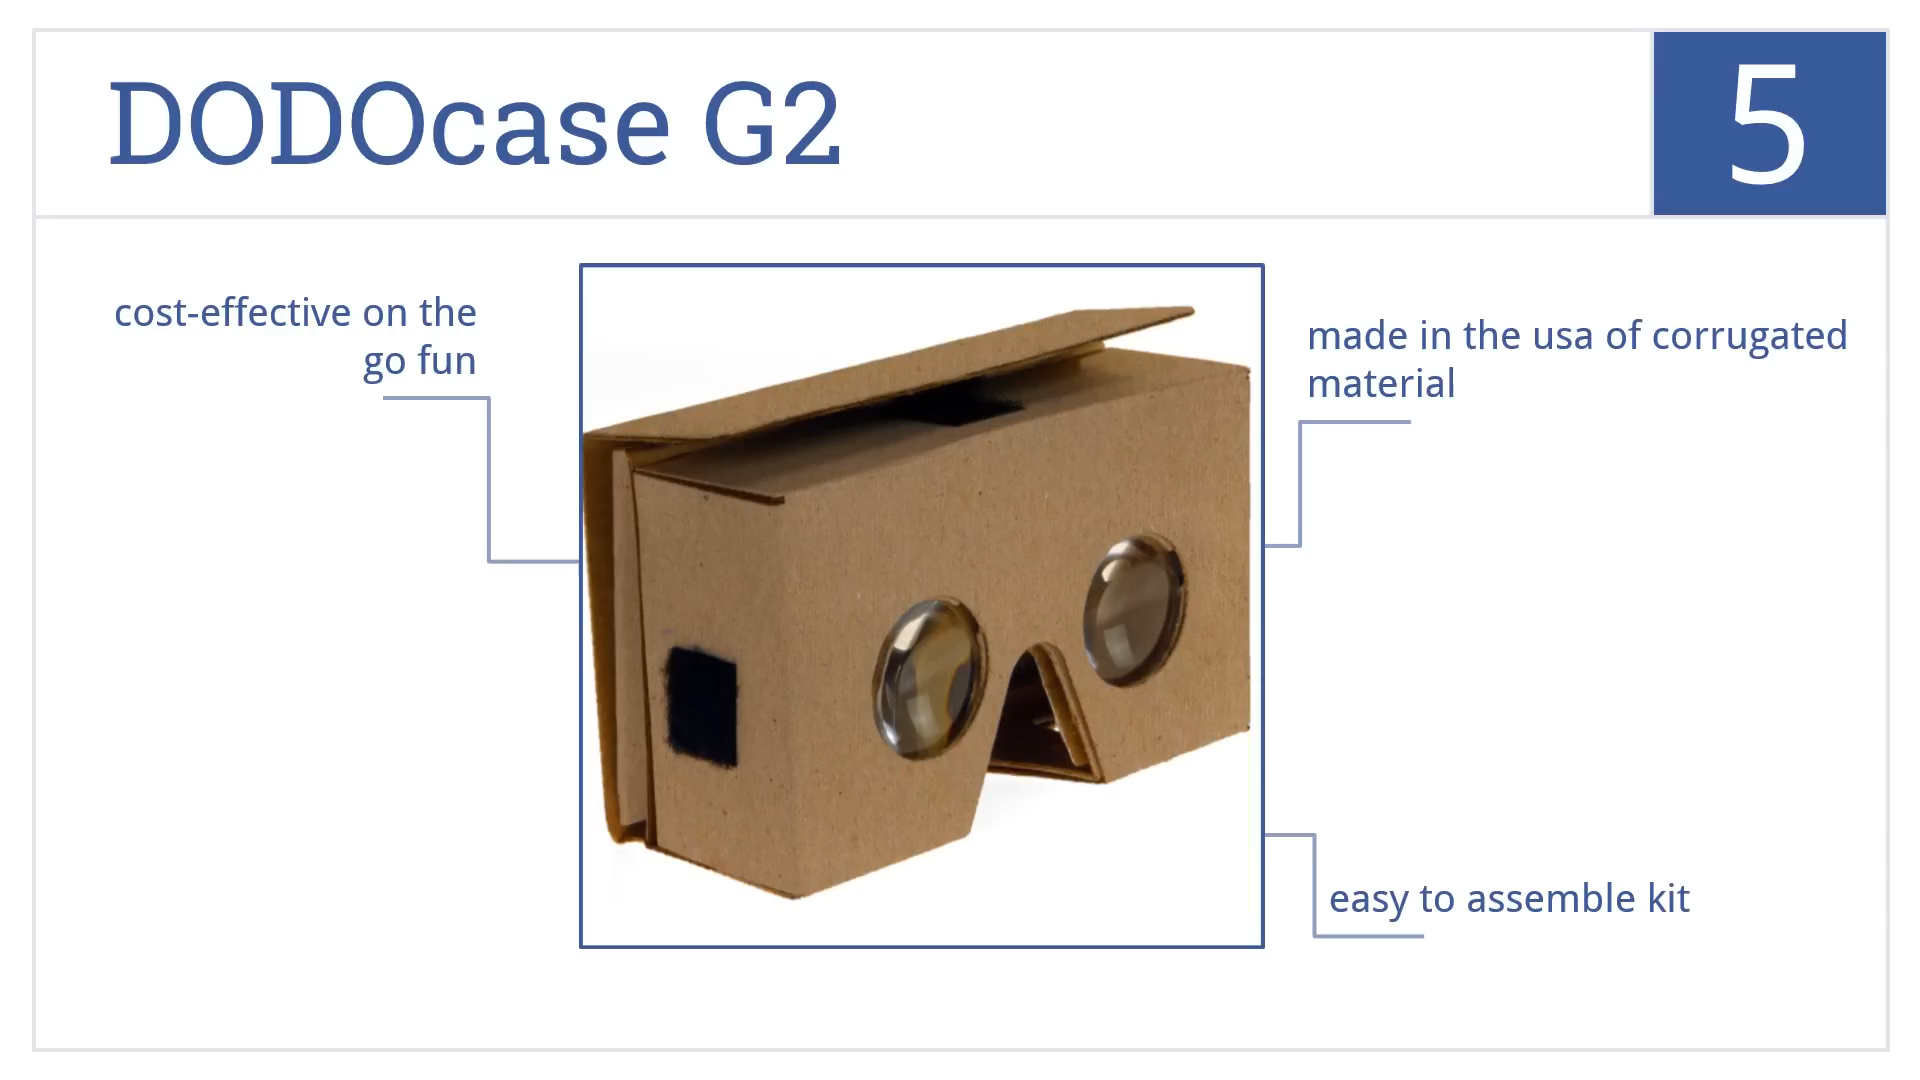 DODOcase G2
5
cost-effective on the
go fun
made in the usa of corrugated
material
easy to assemble kit